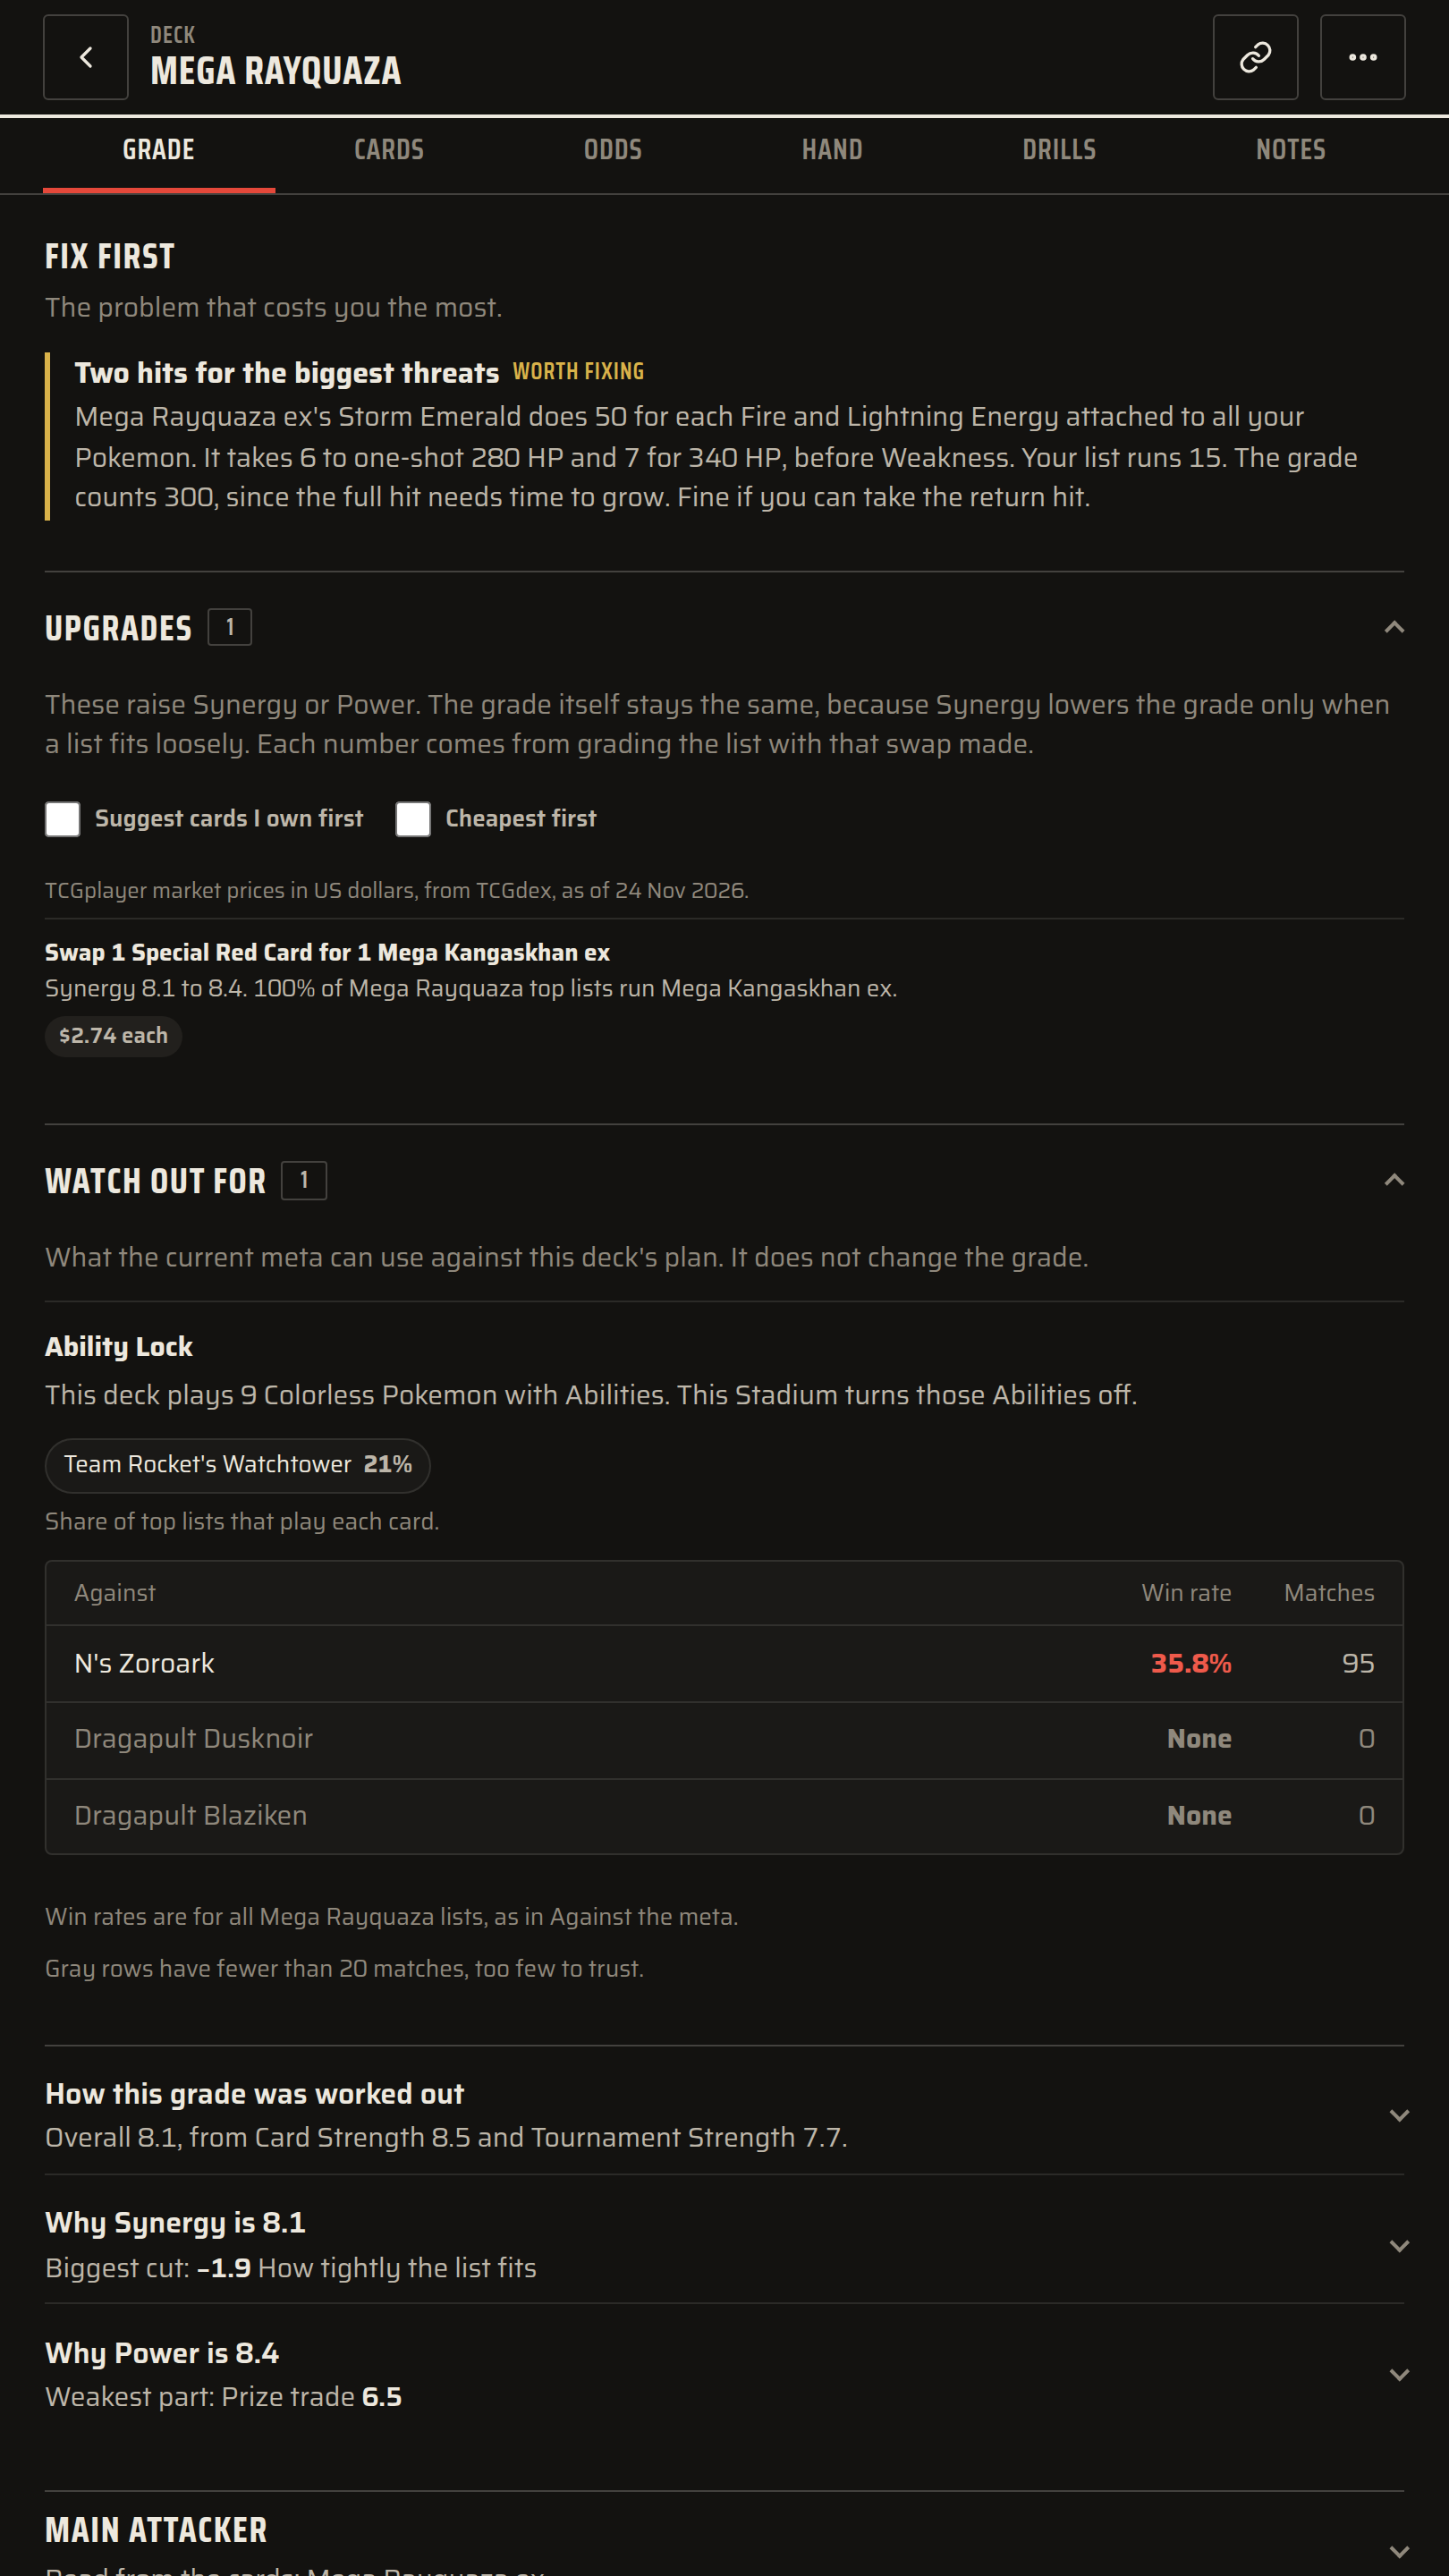 DECK
MEGA RAYQUAZA
GRADE CARDS ODDS HAND DRILLS NOTES
FIX FIRST
The problem that costs you the most.
Two hits for the biggest threats WORTH FIXING
Mega Rayquaza ex's Storm Emerald does 50 for each Fire and Lightning Energy attached to all your
Pokemon. It takes 6 to one-shot 280 HP and 7 for 340 HP, before Weakness. Your list runs 15. The grade
counts 300, since the full hit needs time to grow. Fine if you can take the return hit.
UPGRADES 1
These raise Synergy or Power. The grade itself stays the same, because Synergy lowers the grade only when
a list fits loosely. Each number comes from grading the list with that swap made.
Suggest cards I own first Cheapest first
TCGplayer market prices in US dollars, from TCGdex, as of 24 Nov 2026.
Swap 1 Special Red Card for 1 Mega Kangaskhan ex
Synergy 8.1 to 8.4. 100% of Mega Rayquaza top lists run Mega Kangaskhan ex.
$2.74 each
WATCH OUT FOR 1
What the current meta can use against this deck's plan. It does not change the grade.
Ability Lock
This deck plays 9 Colorless Pokemon with Abilities. This Stadium turns those Abilities off.
Team Rocket's Watchtower 21%
Share of top lists that play each card.
Against Win rate Matches
N's Zoroark 35.8% 95
Dragapult Dusknoir None 0
Dragapult Blaziken None 0
Win rates are for all Mega Rayquaza lists, as in Against the meta.
Gray rows have fewer than 20 matches, too few to trust.
How this grade was worked out
Overall 8.1, from Card Strength 8.5 and Tournament Strength 7.7.
Why Synergy is 8.1
Biggest cut: −1.9 How tightly the list fits
Why Power is 8.4
Weakest part: Prize trade 6.5
MAIN ATTACKER
Read from the cards: Mega Rayquaza ex